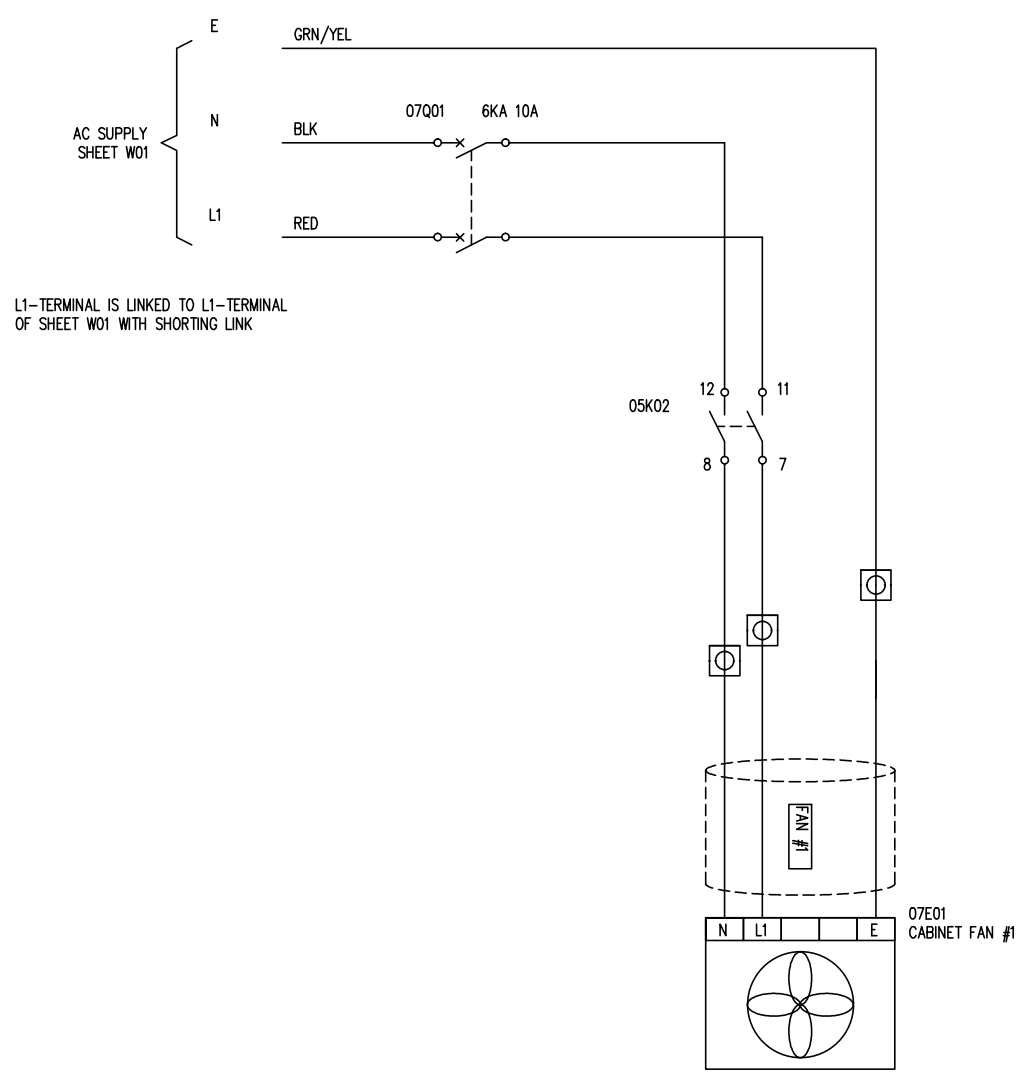 E
GRN/YEL
07Q01
6KA 10A
N
BLK
AC SUPPLY
SHEET W01
L1
RED
L1-TERMINAL IS LINKED TO L1-TERMINAL
OF SHEET W01 WITH SHORTING LINK
12
11
05K02
8
7
FAN #1
07E01
CABINET FAN #1
N
L1
E